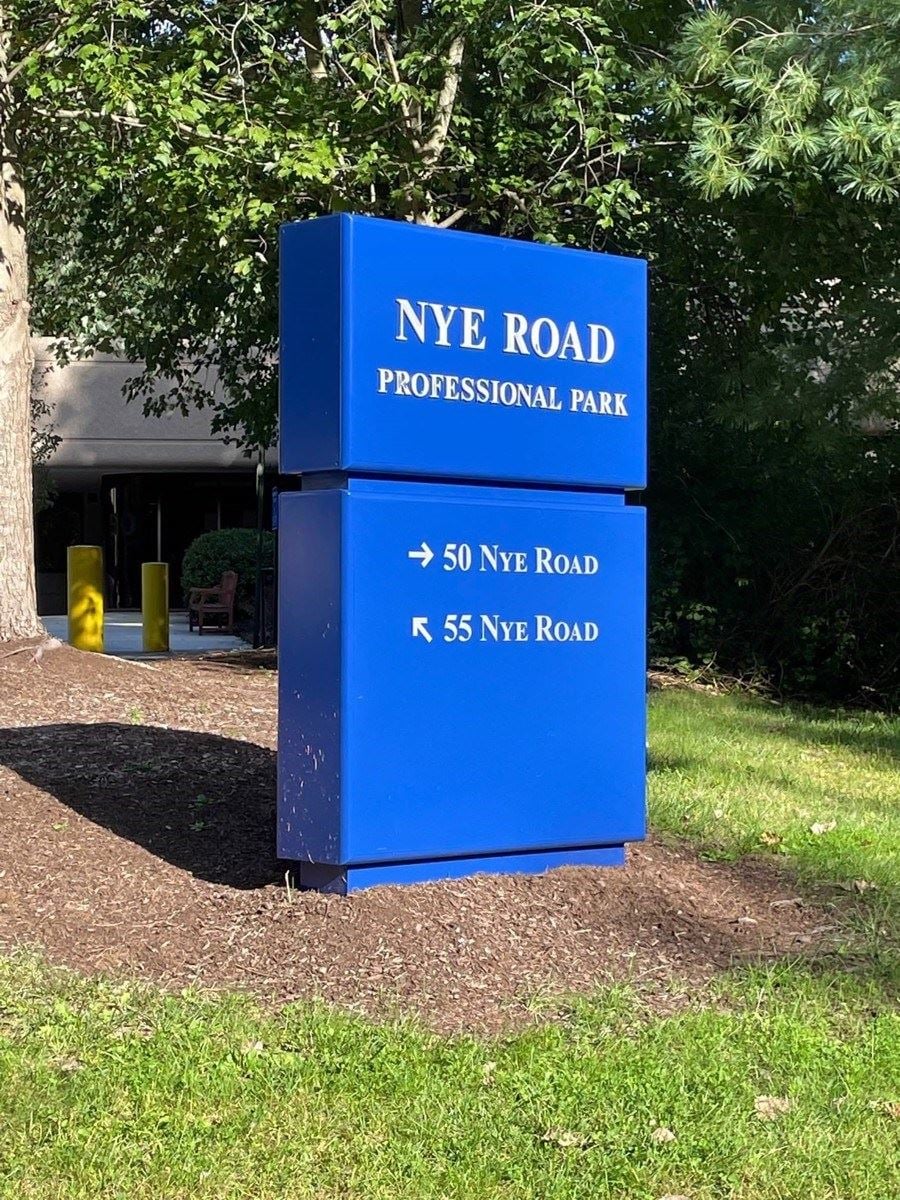 NYE ROAD
PROFESSIONAL PARK
→ 50 NYE ROAD
↖ 55 NYE ROAD